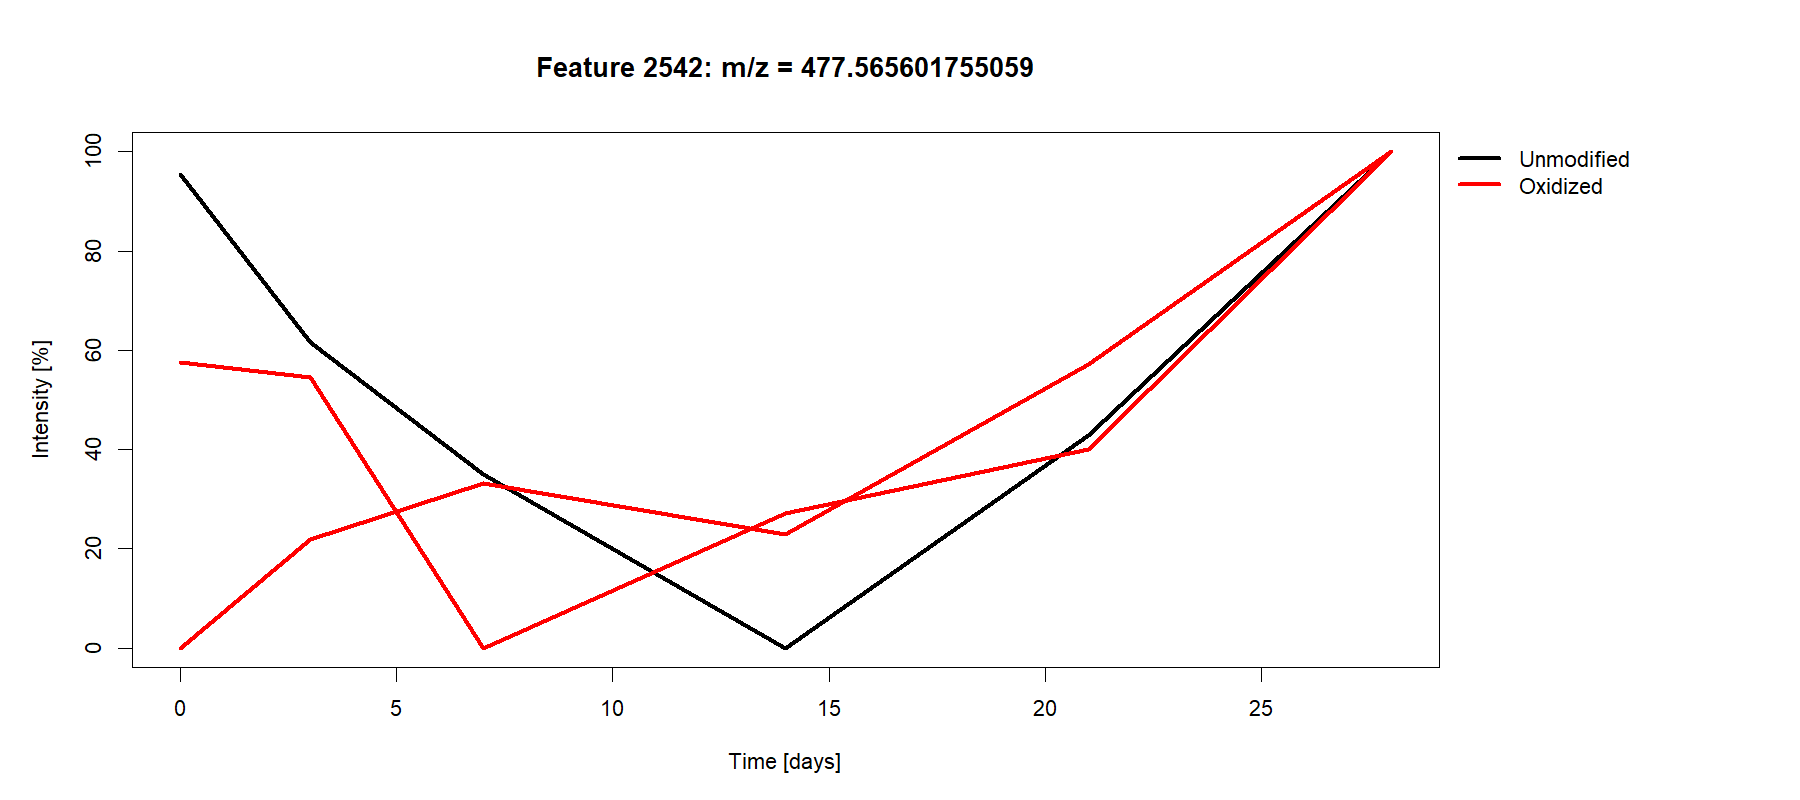 Feature 2542: m/z = 477.565601755059
Unmodified
Oxidized
Intensity [%]
100
80
60
40
20
0
0 5 10 15 20 25
Time [days]